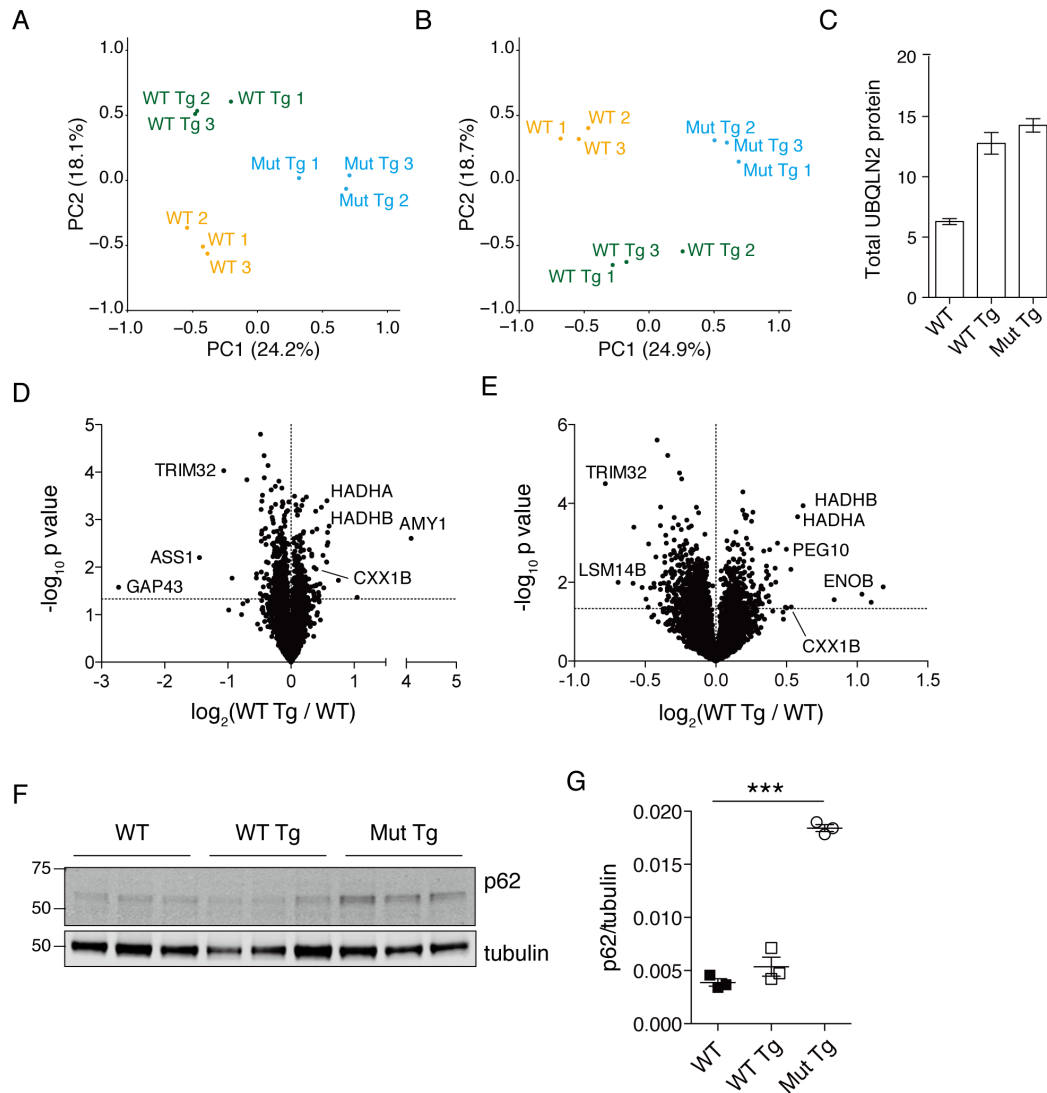 A
1.0
0.5
0.0
−0.5
−1.0
−1.0
−0.5
0.0
0.5
1.0
PC2 (18.1%)
PC1 (24.2%)
WT Tg 2
WT Tg 1
WT Tg 3
Mut Tg 1
Mut Tg 3
Mut Tg 2
WT 2
WT 1
WT 3
B
1.0
0.5
0.0
−0.5
−1.0
−1.0
−0.5
0.0
0.5
1.0
PC2 (18.7%)
PC1 (24.9%)
WT 1
WT 2
WT 3
Mut Tg 2
Mut Tg 3
Mut Tg 1
WT Tg 3
WT Tg 2
WT Tg 1
C
20
15
10
5
0
Total UBQLN2 protein
WT
WT Tg
Mut Tg
D
5
4
3
2
1
0
-3
-2
-1
0
1
4
5
-log10 p value
log2(WT Tg / WT)
TRIM32
HADHA
HADHB
AMY1
ASS1
CXX1B
GAP43
E
6
4
2
0
-1.0
-0.5
0.0
0.5
1.0
1.5
-log10 p value
log2(WT Tg / WT)
TRIM32
HADHB
HADHA
PEG10
LSM14B
ENOB
CXX1B
F
WT
WT Tg
Mut Tg
75
50
p62
50
tubulin
G
***
0.020
0.015
0.010
0.005
0.000
p62/tubulin
WT
WT Tg
Mut Tg